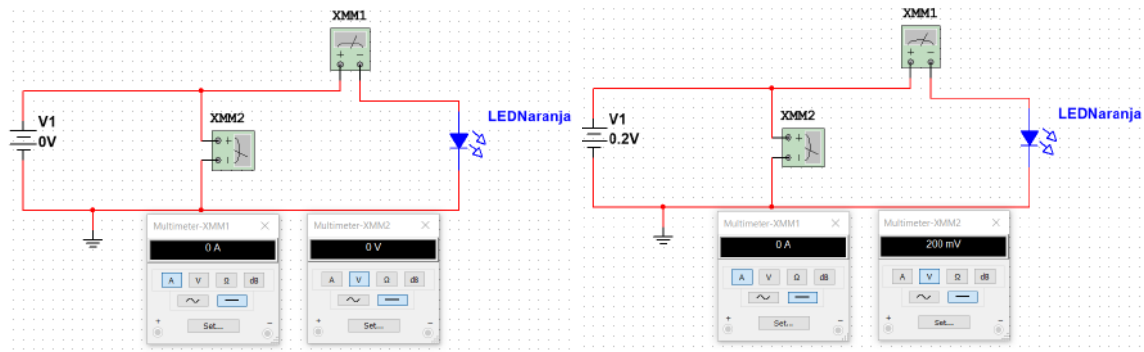 XMM1
V1
0V
XMM2
LEDNaranja
Multimeter-XMM1
0 A
A V Ω dB
Set...
+ -
Multimeter-XMM2
0 V
A V Ω dB
Set...
+ -
XMM1
V1
0.2V
XMM2
LEDNaranja
Multimeter-XMM1
0 A
A V Ω dB
Set...
+ -
Multimeter-XMM2
200 mV
A V Ω dB
Set...
+ -